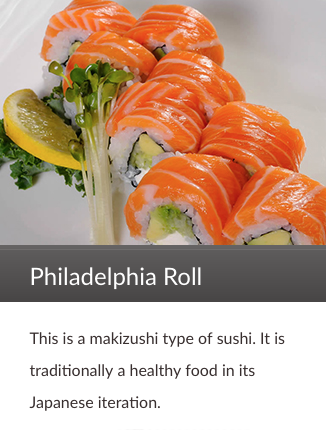 Philadelphia Roll
This is a makizushi type of sushi. It is
traditionally a healthy food in its
Japanese iteration.